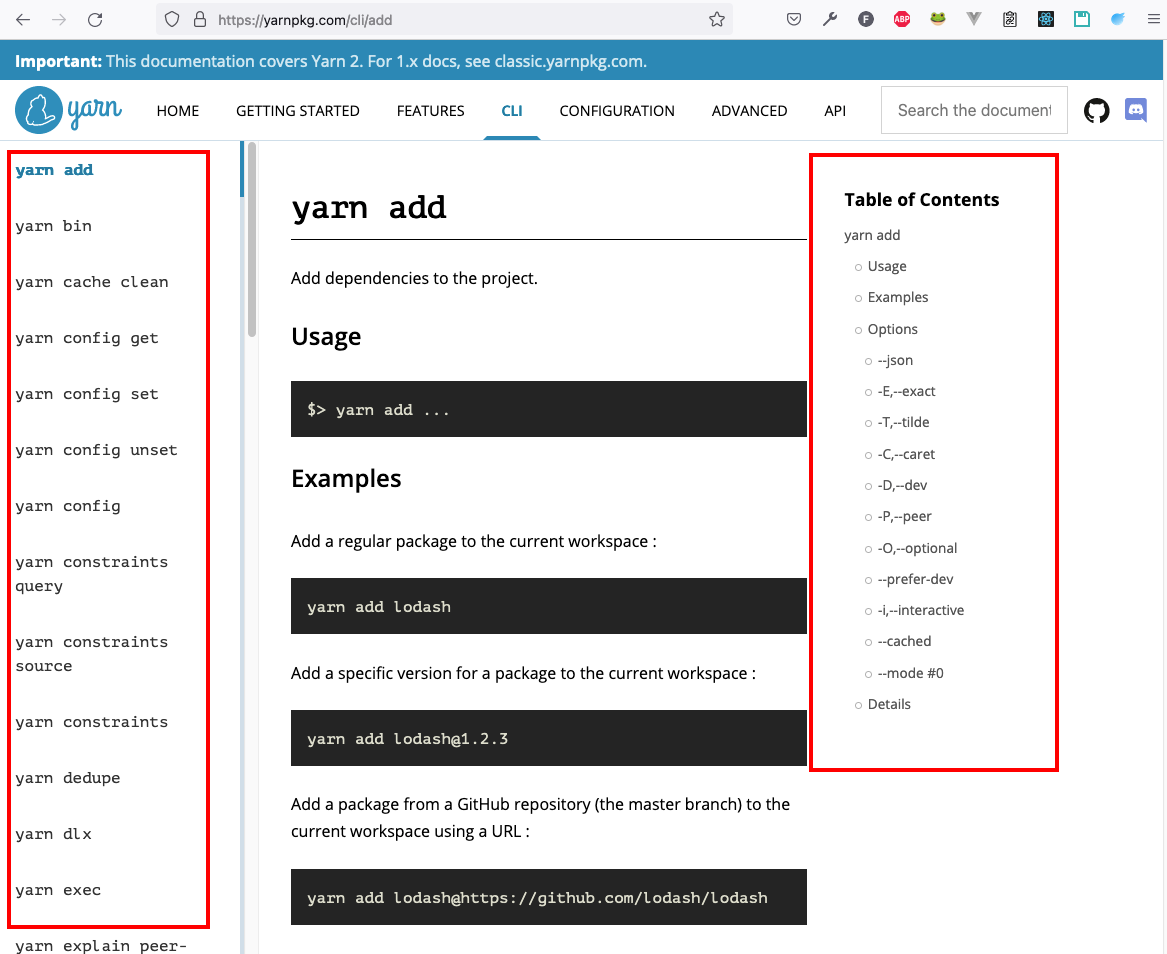 https://yarnpkg.com/cli/add
F
ABP
Important: This documentation covers Yarn 2. For 1.x docs, see classic.yarnpkg.com.
yarn
HOME
GETTING STARTED
FEATURES
CLI
CONFIGURATION
ADVANCED
API
Search the document
yarn add
yarn bin
yarn cache clean
yarn config get
yarn config set
yarn config unset
yarn config
yarn constraints
query
yarn constraints
source
yarn constraints
yarn dedupe
yarn dlx
yarn exec
yarn explain peer-
yarn add
Add dependencies to the project.
Usage
$> yarn add ...
Examples
Add a regular package to the current workspace :
yarn add lodash
Add a specific version for a package to the current workspace :
yarn add lodash@1.2.3
Add a package from a GitHub repository (the master branch) to the
current workspace using a URL :
yarn add lodash@https://github.com/lodash/lodash
Table of Contents
yarn add
Usage
Examples
Options
--json
-E,--exact
-T,--tilde
-C,--caret
-D,--dev
-P,--peer
-O,--optional
--prefer-dev
-i,--interactive
--cached
--mode #0
Details